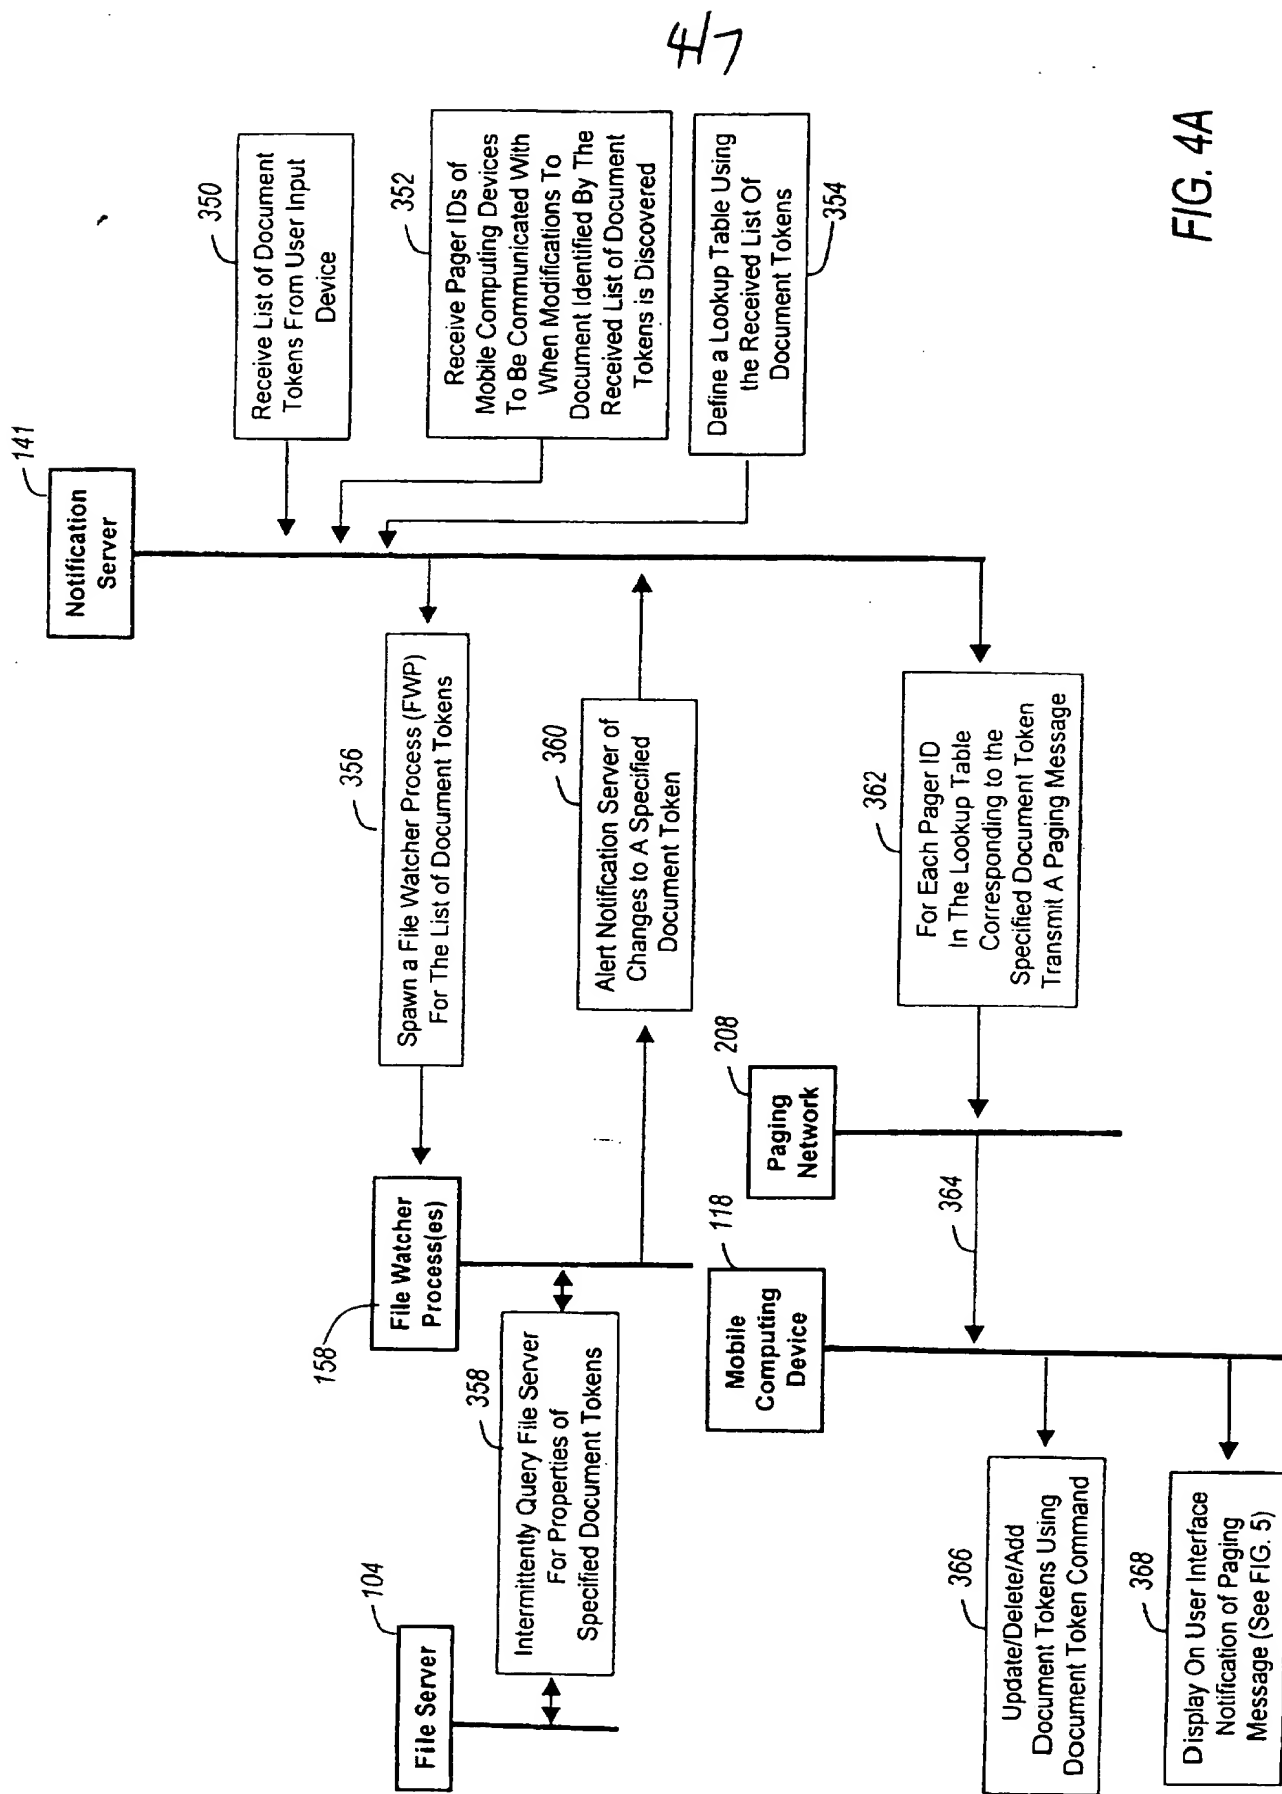 4/7
141
Notification
Server
350
Receive List of Document
Tokens From User Input
Device
352
Receive Pager IDs of
Mobile Computing Devices
To Be Communicated With
When Modifications To
Document Identified By The
Received List of Document
Tokens is Discovered
354
Define a Lookup Table Using
the Received List Of
Document Tokens
356
Spawn a File Watcher Process (FWP)
For The List of Document Tokens
158
File Watcher
Process(es)
104
File Server
358
Intermittently Query File Server
For Properties of
Specified Document Tokens
360
Alert Notification Server of
Changes to A Specified
Document Token
362
For Each Pager ID
In The Lookup Table
Corresponding to the
Specified Document Token
Transmit A Paging Message
208
Paging
Network
118
Mobile
Computing
Device
364
366
Update/Delete/Add
Document Tokens Using
Document Token Command
368
Display On User Interface
Notification of Paging
Message (See FIG. 5)
FIG. 4A